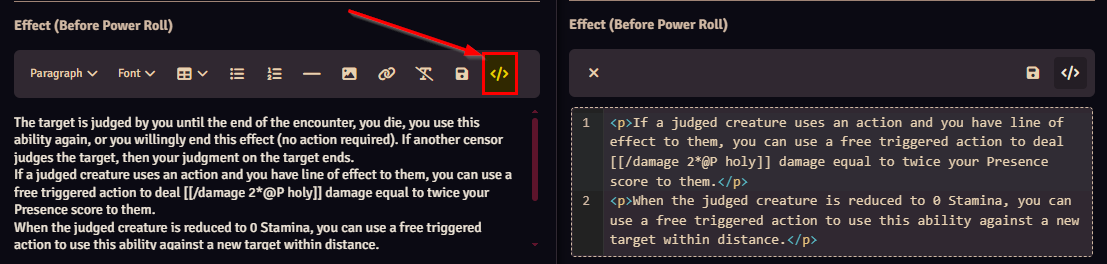 Effect (Before Power Roll)
Paragraph Font
The target is judged by you until the end of the encounter, you die, you use this
ability again, or you willingly end this effect (no action required). If another censor
judges the target, then your judgment on the target ends.
If a judged creature uses an action and you have line of effect to them, you can use a
free triggered action to deal [[/damage 2*@P holy]] damage equal to twice your
Presence score to them.
When the judged creature is reduced to 0 Stamina, you can use a free triggered
action to use this ability against a new target within distance.
Effect (Before Power Roll)
1 <p>If a judged creature uses an action and you have line of
effect to them, you can use a free triggered action to deal
[[/damage 2*@P holy]] damage equal to twice your Presence
score to them.</p>
2 <p>When the judged creature is reduced to 0 Stamina, you can
use a free triggered action to use this ability against a new
target within distance.</p>